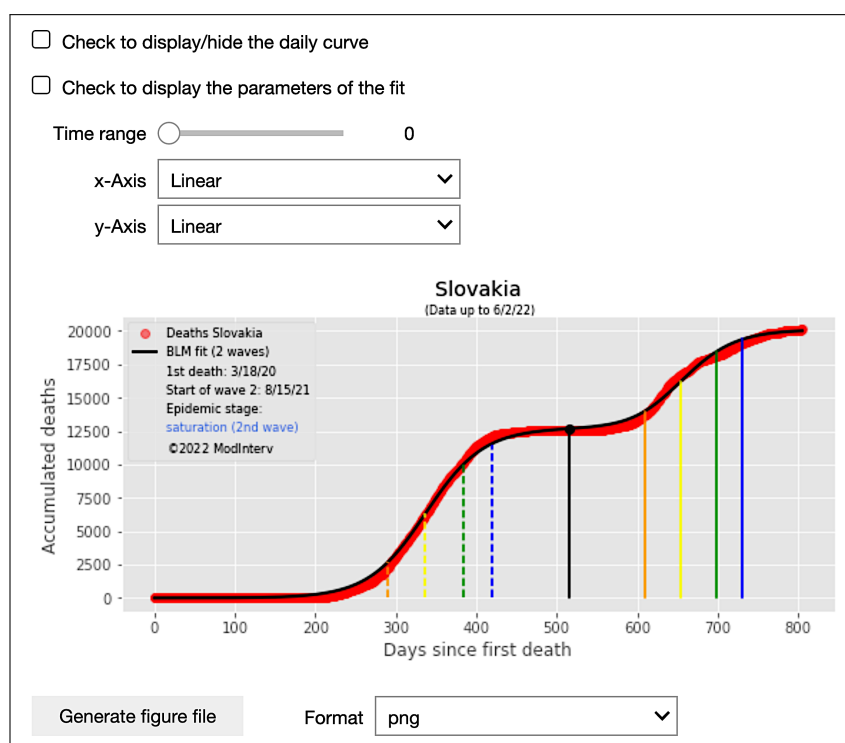 Check to display/hide the daily curve
Check to display the parameters of the fit
Time range 0
x-Axis Linear
y-Axis Linear
Slovakia
(Data up to 6/2/22)
Deaths Slovakia
BLM fit (2 waves)
1st death: 3/18/20
Start of wave 2: 8/15/21
Epidemic stage:
saturation (2nd wave)
©2022 ModInterv
Accumulated deaths
20000
17500
15000
12500
10000
7500
5000
2500
0
0 100 200 300 400 500 600 700 800
Days since first death
Generate figure file Format png